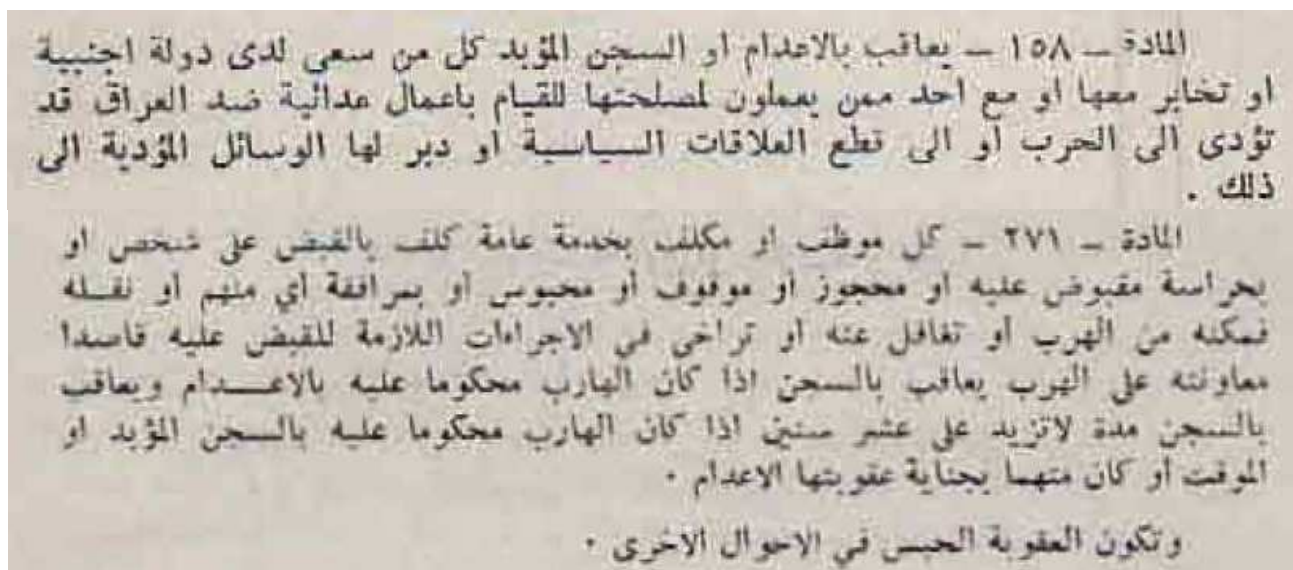 المادة – ١٥٨ – يعاقب بالاعدام او السجن المؤبد كل من سعى لدى دولة اجنبية
او تخابر معها او مع احد ممن يعملون لمصلحتها للقيام باعمال عدائية ضد العراق قد
تؤدى الى الحرب او الى قطع العلاقات السياسية او دبر لها الوسائل المؤدية الى
ذلك .
المادة – ٢٧١ – كل موظف او مكلف بخدمة عامة كلف بالقبض على شخص او
بحراسة مقبوض عليه او محجوز أو موقوف أو محبوس أو بمرافقة أي منهم أو نقله
فمكنه من الهرب أو تغافل عنه او تراخى في الاجراءات اللازمة للقبض عليه قاصدا
معاونته على الهرب يعاقب بالسجن اذا كان الهارب محكوما عليه بالاعدام ويعاقب
بالسجن مدة لاتزيد على عشر سنين اذا كان الهارب محكوما عليه بالسجن المؤبد او
الموقت أو كان متهما بجناية عقوبتها الاعدام .
وتكون العقوبة الحبس في الاحوال الاخرى .